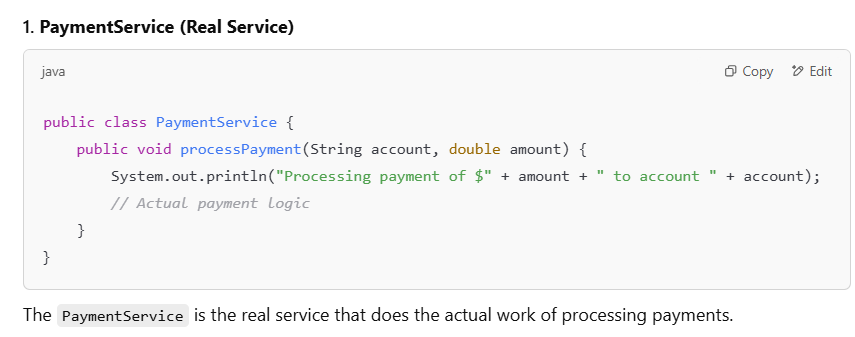 1. PaymentService (Real Service)
java
Copy
Edit
public class PaymentService {
    public void processPayment(String account, double amount) {
        System.out.println("Processing payment of $" + amount + " to account " + account);
        // Actual payment logic
    }
}
The PaymentService is the real service that does the actual work of processing payments.